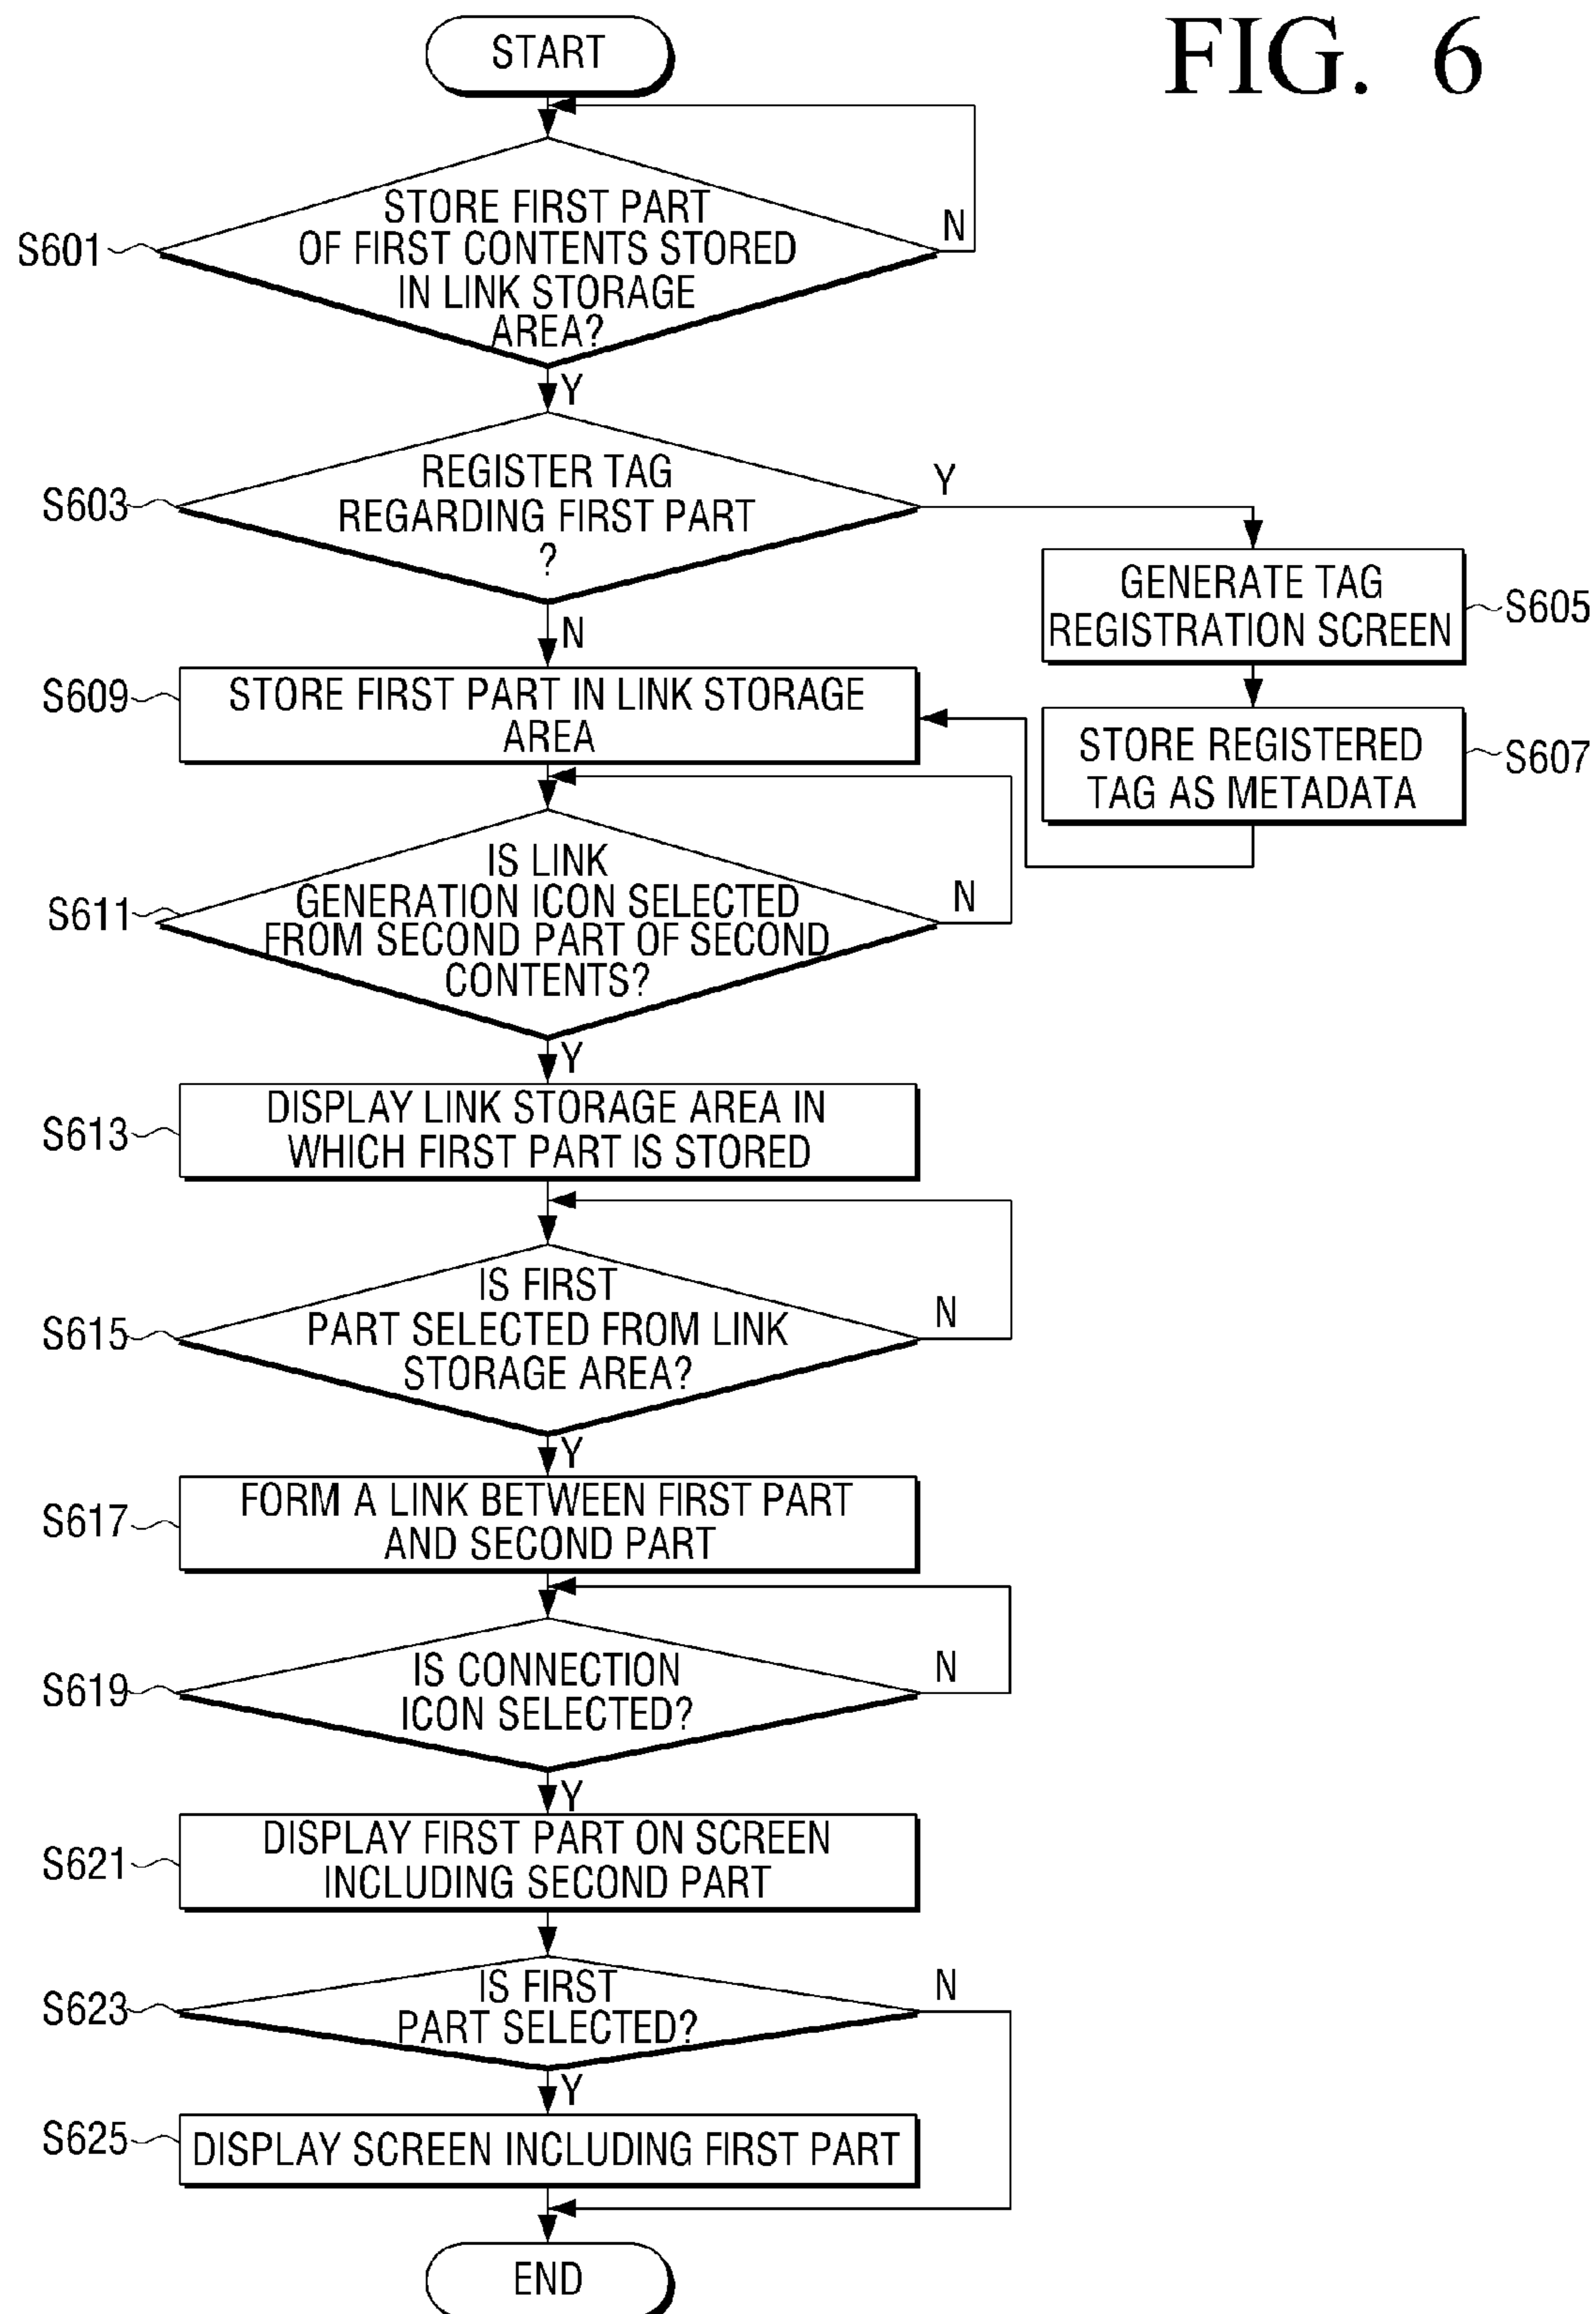 FIG. 6
START
STORE FIRST PART
OF FIRST CONTENTS STORED
IN LINK STORAGE
AREA?
S601
N
Y
REGISTER TAG
REGARDING FIRST PART
?
S603
Y
N
GENERATE TAG
REGISTRATION SCREEN
S605
STORE REGISTERED
TAG AS METADATA
S607
STORE FIRST PART IN LINK STORAGE
AREA
S609
IS LINK
GENERATION ICON SELECTED
FROM SECOND PART OF SECOND
CONTENTS?
S611
N
Y
DISPLAY LINK STORAGE AREA IN
WHICH FIRST PART IS STORED
S613
IS FIRST
PART SELECTED FROM LINK
STORAGE AREA?
S615
N
Y
FORM A LINK BETWEEN FIRST PART
AND SECOND PART
S617
IS CONNECTION
ICON SELECTED?
S619
N
Y
DISPLAY FIRST PART ON SCREEN
INCLUDING SECOND PART
S621
IS FIRST
PART SELECTED?
S623
N
Y
DISPLAY SCREEN INCLUDING FIRST PART
S625
END